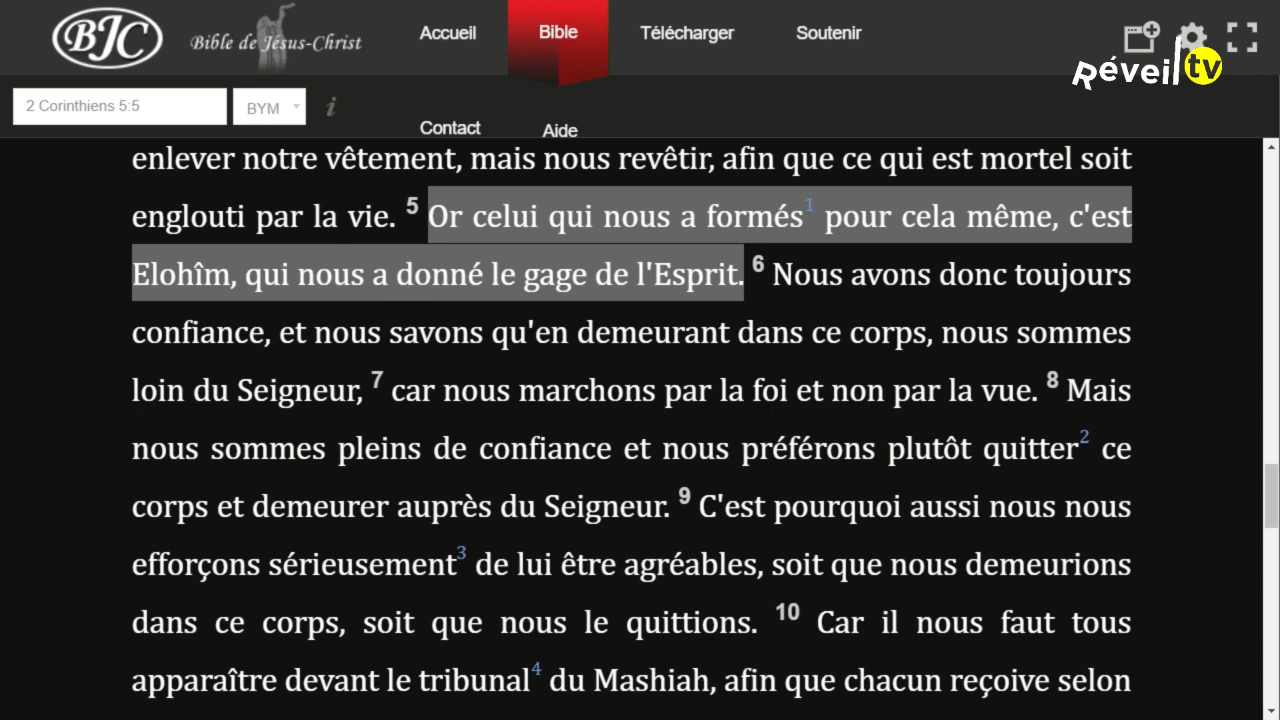 BJC
Bible de Jésus-Christ
Accueil
Bible
Télécharger
Soutenir
Réveil tv
2 Corinthiens 5:5
BYM
i
Contact
Aide
enlever notre vêtement, mais nous revêtir, afin que ce qui est mortel soit
englouti par la vie. 5 Or celui qui nous a formés1 pour cela même, c'est
Elohîm, qui nous a donné le gage de l'Esprit. 6 Nous avons donc toujours
confiance, et nous savons qu'en demeurant dans ce corps, nous sommes
loin du Seigneur, 7 car nous marchons par la foi et non par la vue. 8 Mais
nous sommes pleins de confiance et nous préférons plutôt quitter2 ce
corps et demeurer auprès du Seigneur. 9 C'est pourquoi aussi nous nous
efforçons sérieusement3 de lui être agréables, soit que nous demeurions
dans ce corps, soit que nous le quittions. 10 Car il nous faut tous
apparaître devant le tribunal4 du Mashiah, afin que chacun reçoive selon